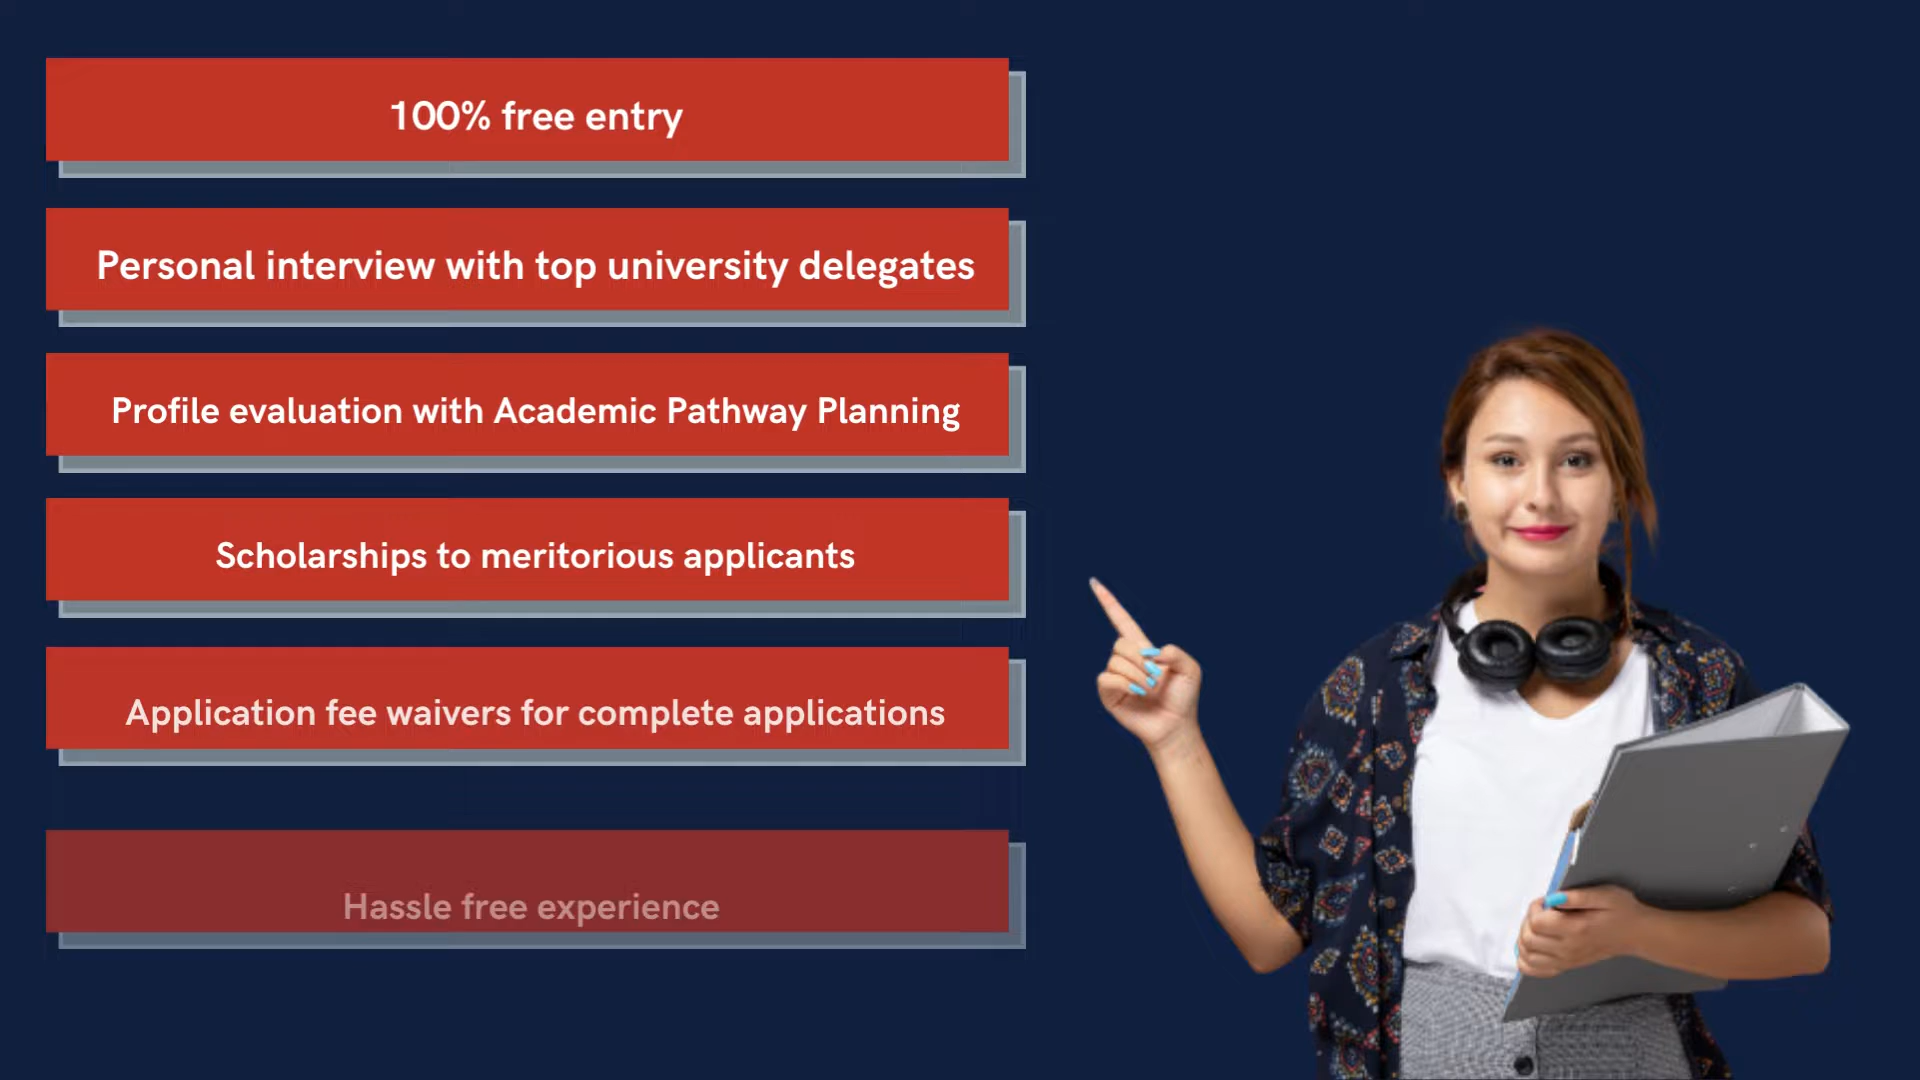 100% free entry
Personal interview with top university delegates
Profile evaluation with Academic Pathway Planning
Scholarships to meritorious applicants
Application fee waivers for complete applications
Hassle free experience